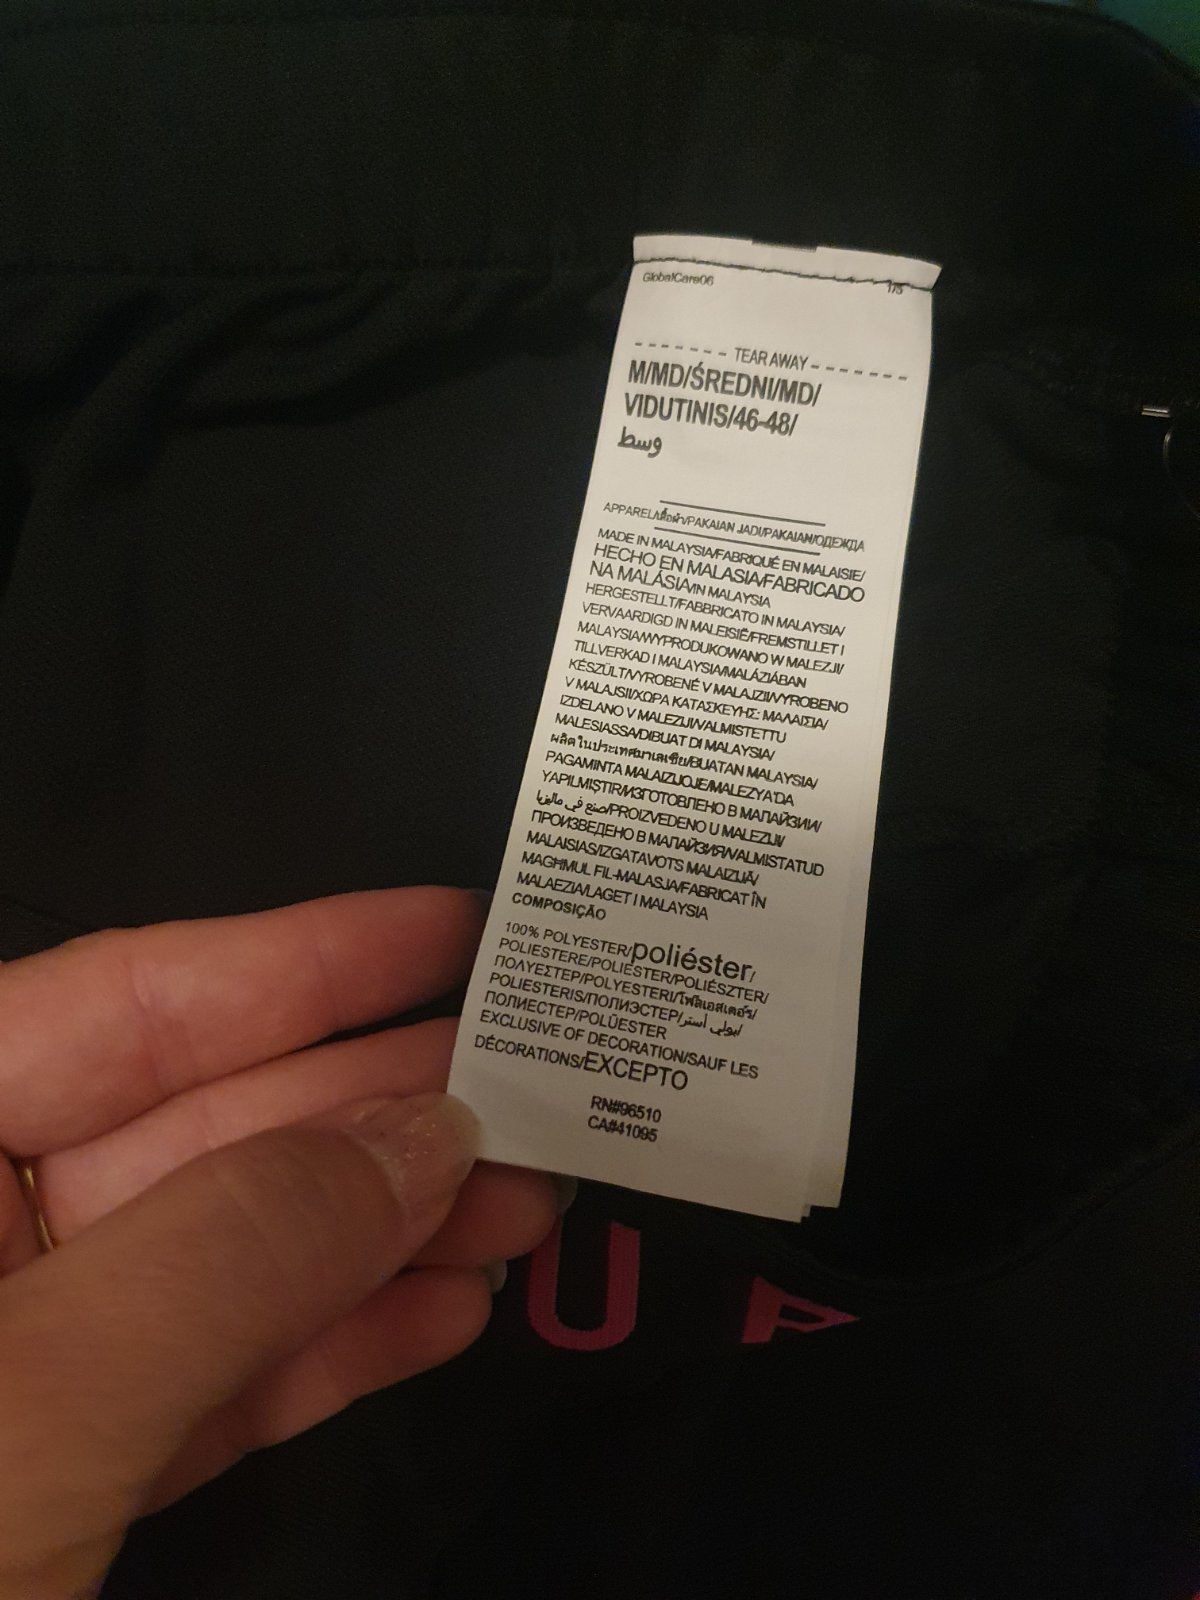 GlobalCare06 1/5
- - - - - - - TEAR AWAY - - - - - - -
M/MD/ŚREDNI/MD/
VIDUTINIS/46-48/
وسط
APPAREL/เสื้อผ้า/PAKAIAN JADI/PAKAIAN/ОДЕЖДА
MADE IN MALAYSIA/FABRIQUÉ EN MALAISIE/
HECHO EN MALASIA/FABRICADO
NA MALÁSIA/IN MALAYSIA
HERGESTELLT/FABBRICATO IN MALAYSIA/
VERVAARDIGD IN MALEISIË/FREMSTILLET I
MALAYSIA/WYPRODUKOWANO W MALEZJI/
TILLVERKAD I MALAYSIA/MALÁZIÁBAN
KÉSZÜLT/VYROBENÉ V MALAJZII/VYROBENO
V MALAJSII/ΧΩΡΑ ΚΑΤΑΣΚΕΥΗΣ: ΜΑΛΑΙΣΙΑ/
IZDELANO V MALEZIJI/VALMISTETTU
MALESIASSA/DIBUAT DI MALAYSIA/
ผลิตในประเทศมาเลเซีย/BUATAN MALAYSIA/
PAGAMINTA MALAIZIJOJE/MALEZYA'DA
YAPILMIŞTIR/ИЗГОТОВЛЕНО В МАЛАЙЗИИ/
صنع في ماليزيا/PROIZVEDENO U MALEZIJI/
ПРОИЗВЕДЕНО В МАЛАЙЗИЯ/VALMISTATUD
MALAISIAS/IZGATAVOTS MALAIZIJĀ/
MAGĦMUL FIL-MALASJA/FABRICAT ÎN
MALAEZIA/LAGET I MALAYSIA
COMPOSIÇÃO
100% POLYESTER/poliéster/
POLIESTERE/POLIESTER/POLIÉSZTER/
ΠΟΛΥΕΣΤΕΡ/POLYESTERI/โพลีเอสเตอร์/
POLIESTERIS/ПОЛИЭСТЕР/بولي استر/
ПОЛИЕСТЕР/POLÜESTER
EXCLUSIVE OF DECORATION/SAUF LES
DÉCORATIONS/EXCEPTO
RN#96510
CA#41095
U A